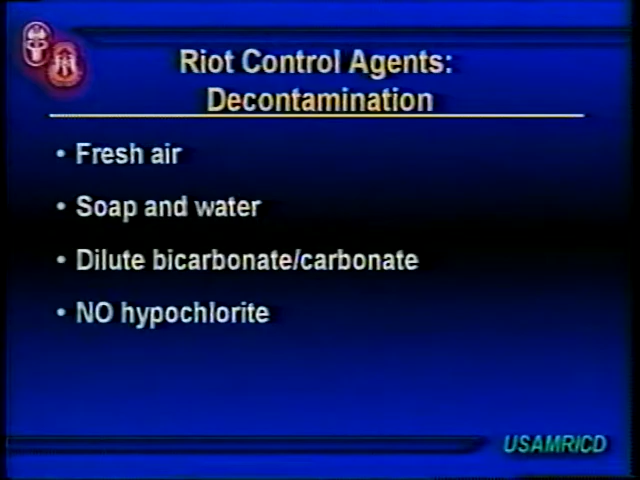 Riot Control Agents:
Decontamination
• Fresh air
• Soap and water
• Dilute bicarbonate/carbonate
• NO hypochlorite
USAMRICD